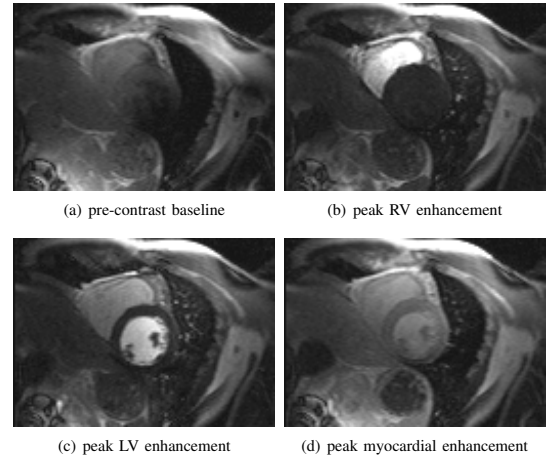 (a) pre-contrast baseline
(b) peak RV enhancement
(c) peak LV enhancement
(d) peak myocardial enhancement